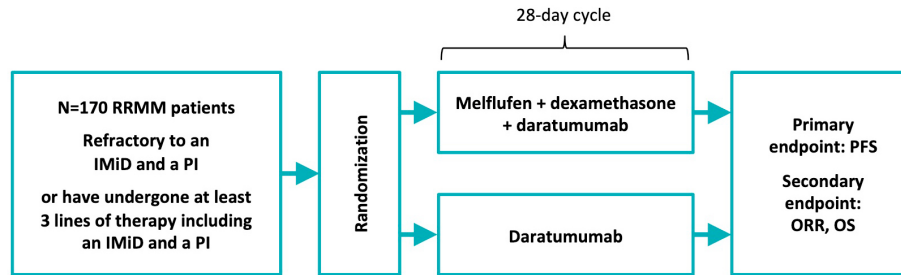 28-day cycle
N=170 RRMM patients
Refractory to an
IMiD and a PI
or have undergone at least
3 lines of therapy including
an IMiD and a PI
Randomization
Melflufen + dexamethasone
+ daratumumab
Daratumumab
Primary
endpoint: PFS
Secondary
endpoint:
ORR, OS